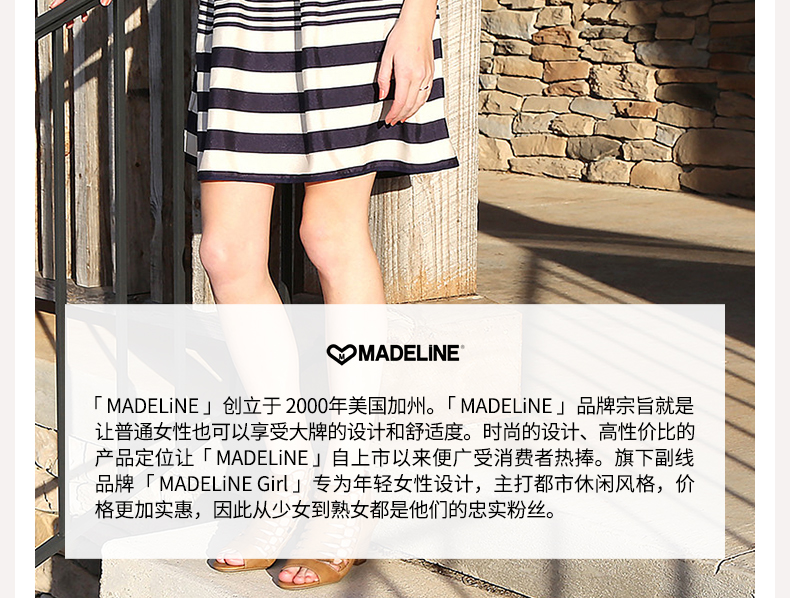 MADELiNE®
「 MADELiNE 」创立于 2000年美国加州。「 MADELiNE 」品牌宗旨就是
让普通女性也可以享受大牌的设计和舒适度。时尚的设计、高性价比的
产品定位让「 MADELiNE 」自上市以来便广受消费者热捧。旗下副线
品牌「 MADELiNE Girl 」专为年轻女性设计，主打都市休闲风格，价
格更加实惠，因此从少女到熟女都是他们的忠实粉丝。